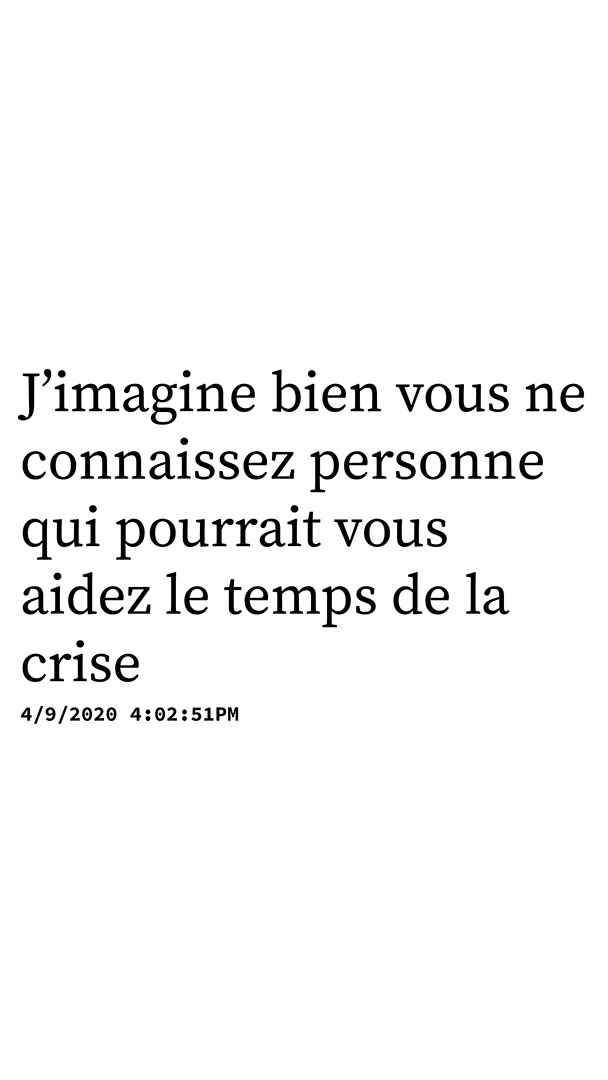 J’imagine bien vous ne
connaissez personne
qui pourrait vous
aidez le temps de la
crise
4/9/2020 4:02:51PM